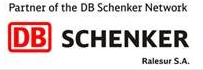 Partner of the DB Schenker Network
DB SCHENKER
Ralesur S.A.